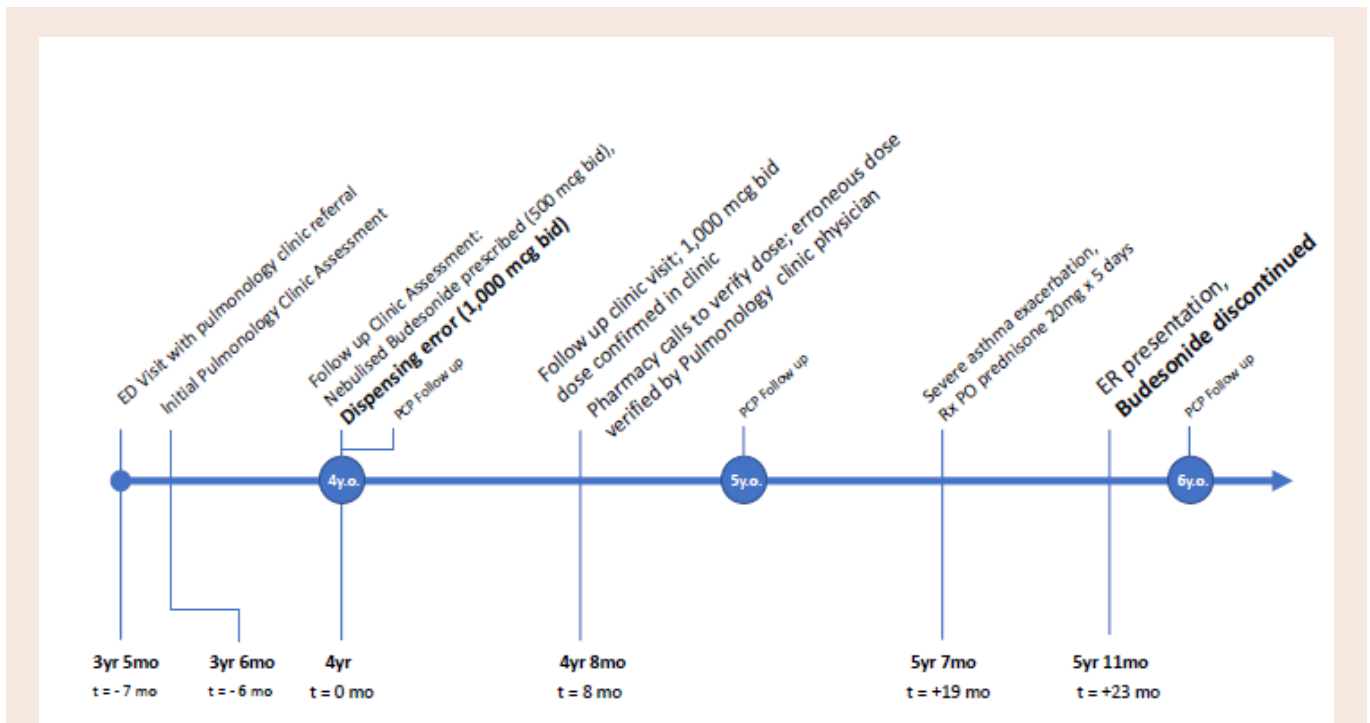 ED Visit with pulmonology clinic referral
Initial Pulmonology Clinic Assessment
Follow up Clinic Assessment:
Nebulised Budesonide prescribed (500 mcg bid),
Dispensing error (1,000 mcg bid)
PCP Follow up
Follow up clinic visit; 1,000 mcg bid
dose confirmed in clinic
Pharmacy calls to verify dose; erroneous dose
verified by Pulmonology clinic physician
PCP Follow up
Severe asthma exacerbation,
Rx PO prednisone 20mg x 5 days
ER presentation,
Budesonide discontinued
PCP Follow up
4y.o.
5y.o.
6y.o.
3yr 5mo
t = - 7 mo
3yr 6mo
t = - 6 mo
4yr
t = 0 mo
4yr 8mo
t = 8 mo
5yr 7mo
t = +19 mo
5yr 11mo
t = +23 mo